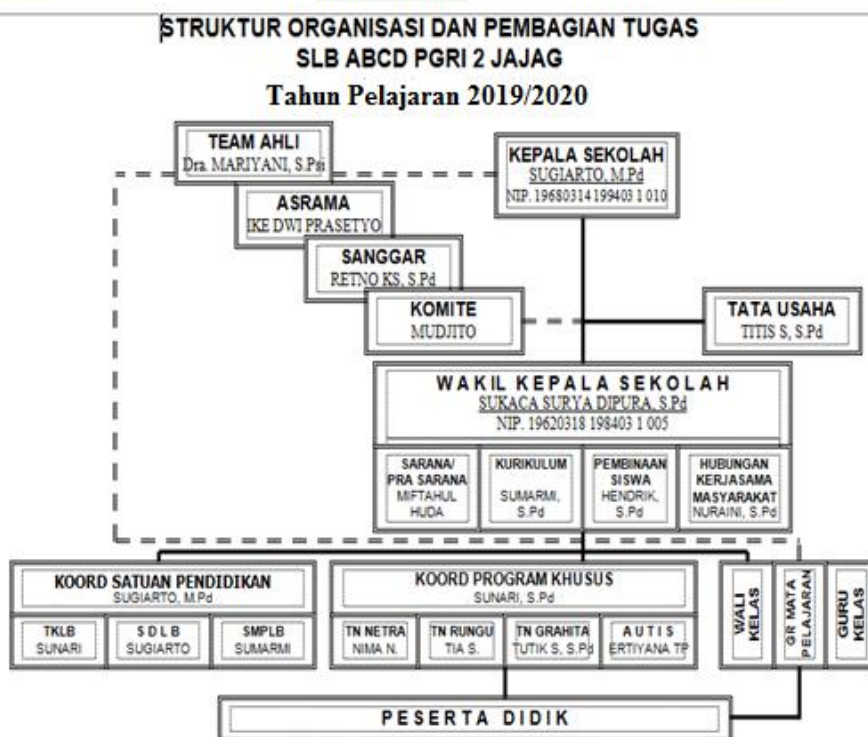 STRUKTUR ORGANISASI DAN PEMBAGIAN TUGAS
SLB ABCD PGRI 2 JAJAG
Tahun Pelajaran 2019/2020
TEAM AHLI
Dra. MARIYANI, S.Psi
KEPALA SEKOLAH
SUGIARTO, M.Pd
NIP. 19680314 199403 1 010
ASRAMA
IKE DWI PRASETYO
SANGGAR
RETNO KS, S.Pd
KOMITE
MUDJITO
TATA USAHA
TITIS S, S.Pd
WAKIL KEPALA SEKOLAH
SUKACA SURYA DIPURA, S.Pd
NIP. 19620318 198403 1 005
SARANA/
PRA SARANA
MIFTAHUL
HUDA
KURIKULUM
SUMARMI,
S.Pd
PEMBINAAN
SISWA
HENDRIK,
S.Pd
HUBUNGAN
KERJASAMA
MASYARAKAT
NURAINI, S.Pd
KOORD SATUAN PENDIDIKAN
SUGIARTO, M.Pd
TKLB
SUNARI
SDLB
SUGIARTO
SMPLB
SUMARMI
KOORD PROGRAM KHUSUS
SUNARI, S.Pd
TN NETRA
NIMA N.
TN RUNGU
TIA S.
TN GRAHITA
TUTIK S, S.Pd
AUTIS
ERTIYANA TP
WALI
KELAS
GR MATA
PELAJARAN
GURU
KELAS
PESERTA DIDIK